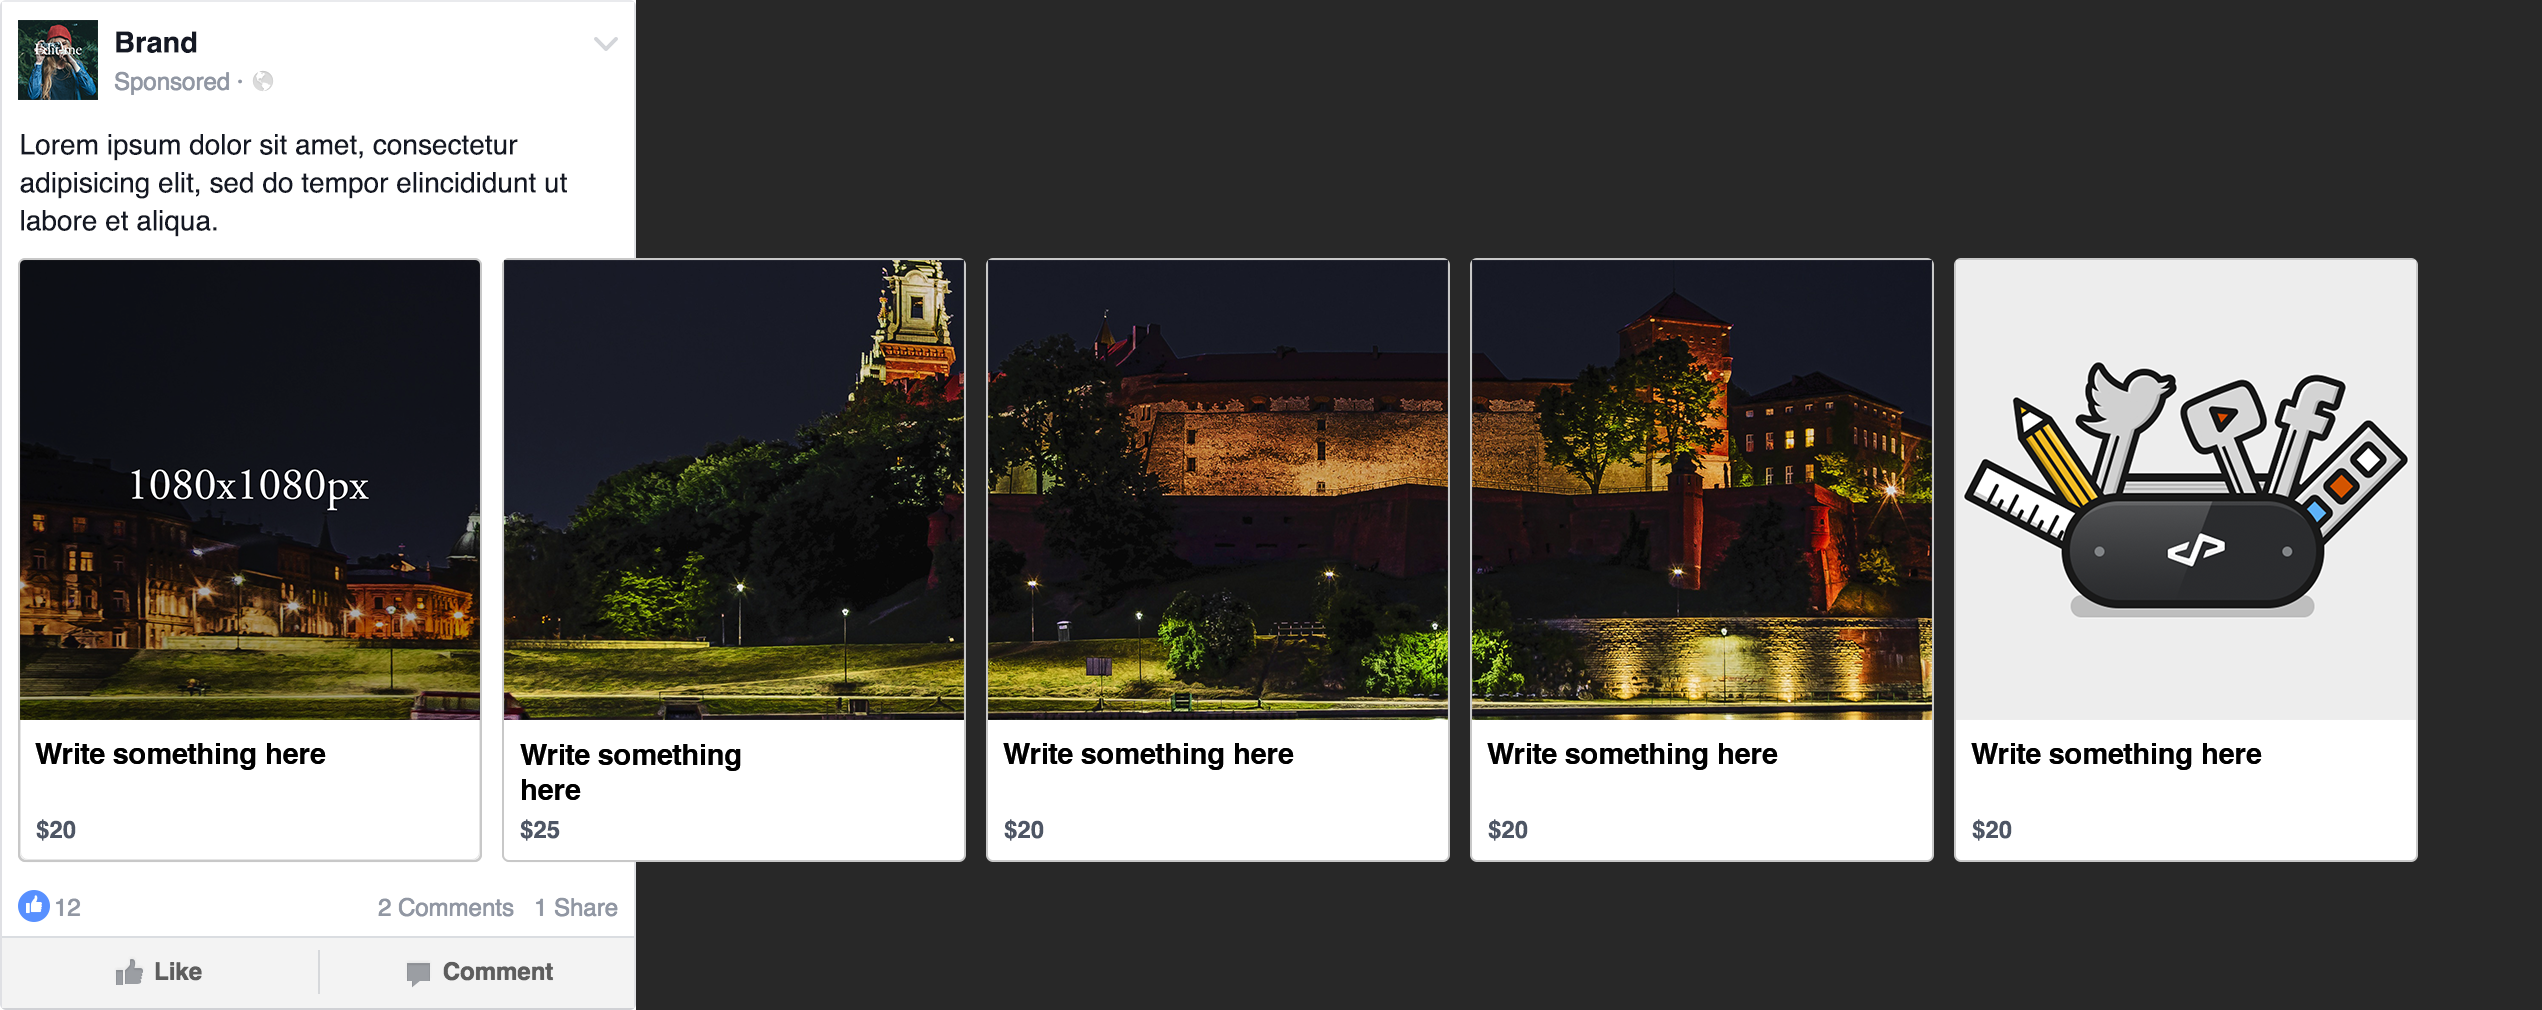 Edit me
Brand
Sponsored ·
Lorem ipsum dolor sit amet, consectetur
adipisicing elit, sed do tempor elincididunt ut
labore et aliqua.
1080x1080px
Write something here
$20
Write something
here
$25
Write something here
$20
Write something here
$20
</>
Write something here
$20
12
2 Comments 1 Share
Like
Comment